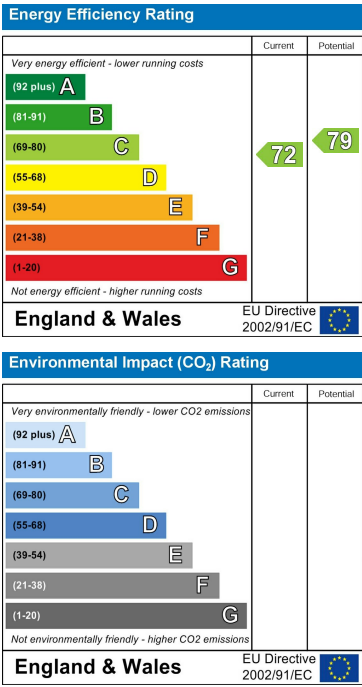 Energy Efficiency Rating
Current Potential
Very energy efficient - lower running costs
(92 plus) A
(81-91) B
(69-80) C
72 79
(55-68) D
(39-54) E
(21-38) F
(1-20) G
Not energy efficient - higher running costs
England & Wales
EU Directive
2002/91/EC
Environmental Impact (CO₂) Rating
Current Potential
Very environmentally friendly - lower CO2 emissions
(92 plus) A
(81-91) B
(69-80) C
(55-68) D
(39-54) E
(21-38) F
(1-20) G
Not environmentally friendly - higher CO2 emissions
England & Wales
EU Directive
2002/91/EC